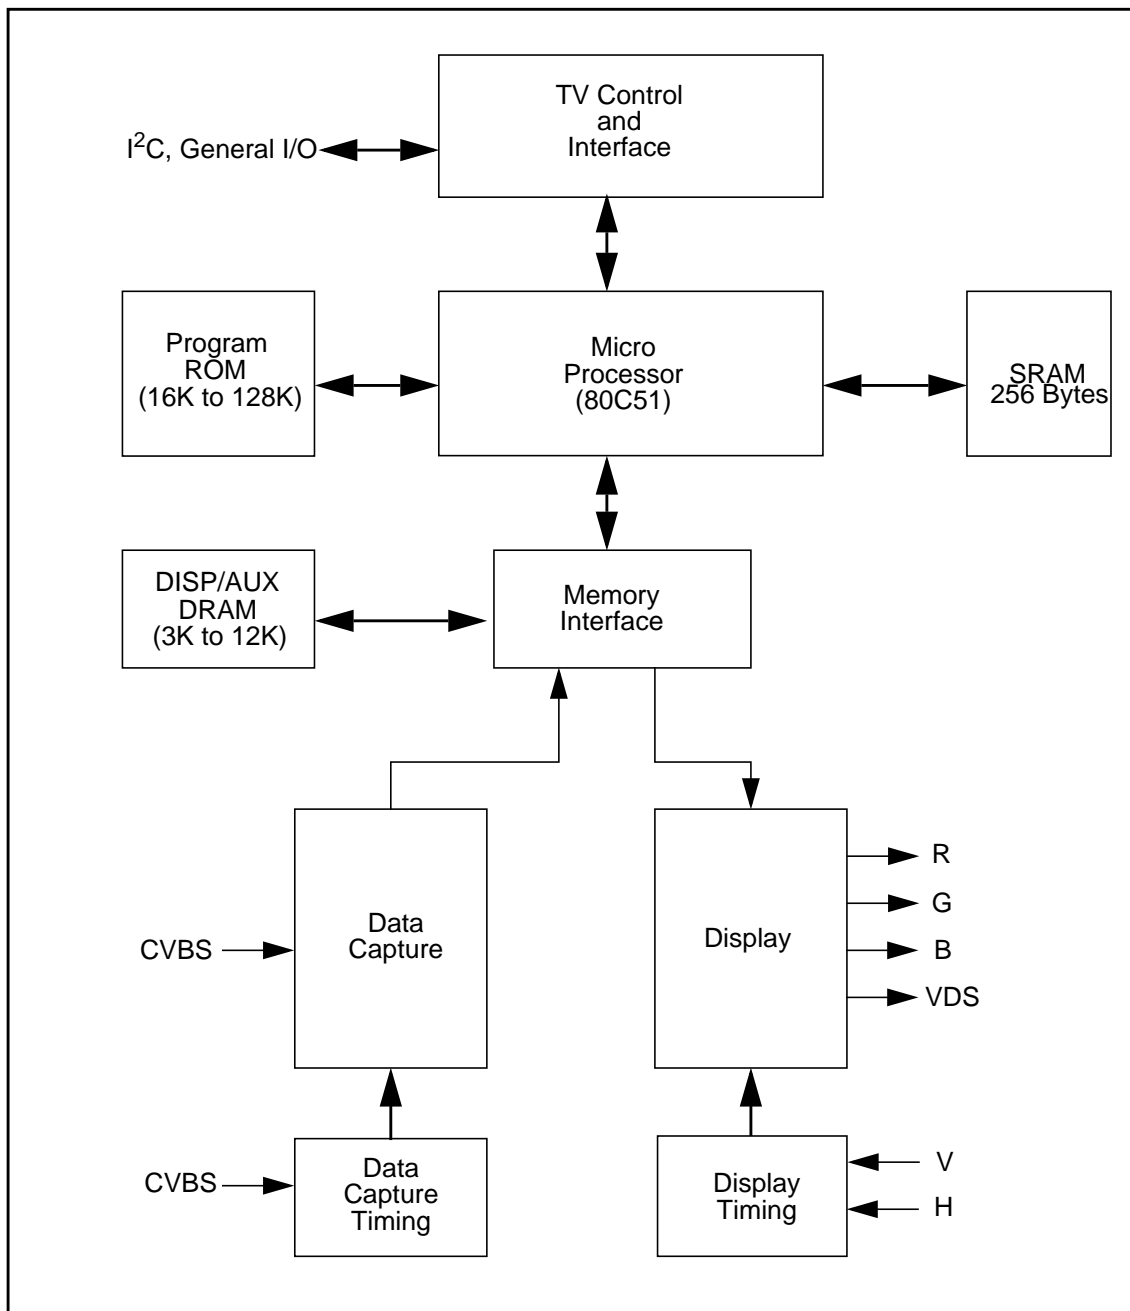 TV Control
and
Interface
I²C, General I/O
Program
ROM
(16K to 128K)
Micro
Processor
(80C51)
SRAM
256 Bytes
DISP/AUX
DRAM
(3K to 12K)
Memory
Interface
R
G
B
VDS
Data
Capture
Display
CVBS
CVBS
Data
Capture
Timing
Display
Timing
V
H